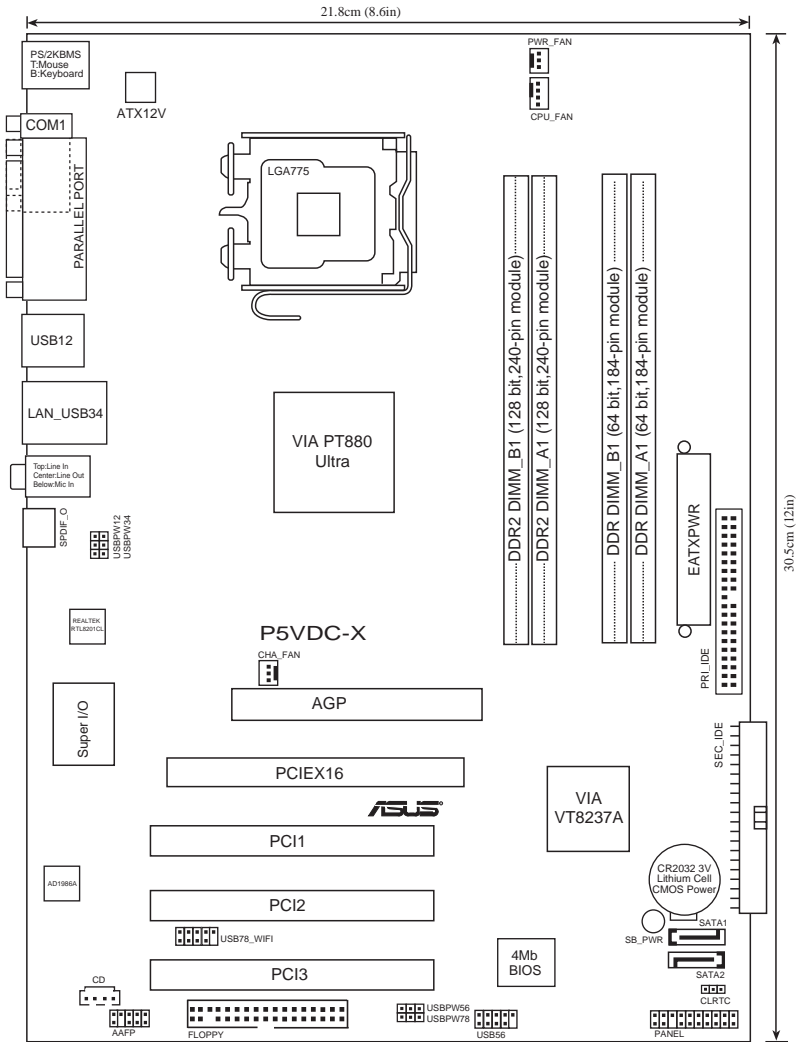 21.8cm (8.6in)
PS/2KBMS
T:Mouse
B:Keyboard
ATX12V
PWR_FAN
CPU_FAN
COM1
PARALLEL PORT
LGA775
DDR2 DIMM_B1 (128 bit,240-pin module)
DDR2 DIMM_A1 (128 bit,240-pin module)
DDR DIMM_B1 (64 bit,184-pin module)
DDR DIMM_A1 (64 bit,184-pin module)
USB12
LAN_USB34
VIA PT880
Ultra
Top:Line In
Center:Line Out
Below:Mic In
SPDIF_O
USBPW12
USBPW34
EATXPWR
30.5cm (12in)
PRI_IDE
REALTEK
RTL8201CL
P5VDC-X
CHA_FAN
AGP
Super I/O
SEC_IDE
PCIEX16
ASUS
VIA
VT8237A
PCI1
CR2032 3V
Lithium Cell
CMOS Power
AD1986A
PCI2
SATA1
SB_PWR
USB78_WIFI
4Mb
BIOS
PCI3
SATA2
CD
CLRTC
USBPW56
USBPW78
AAFP
FLOPPY
USB56
PANEL